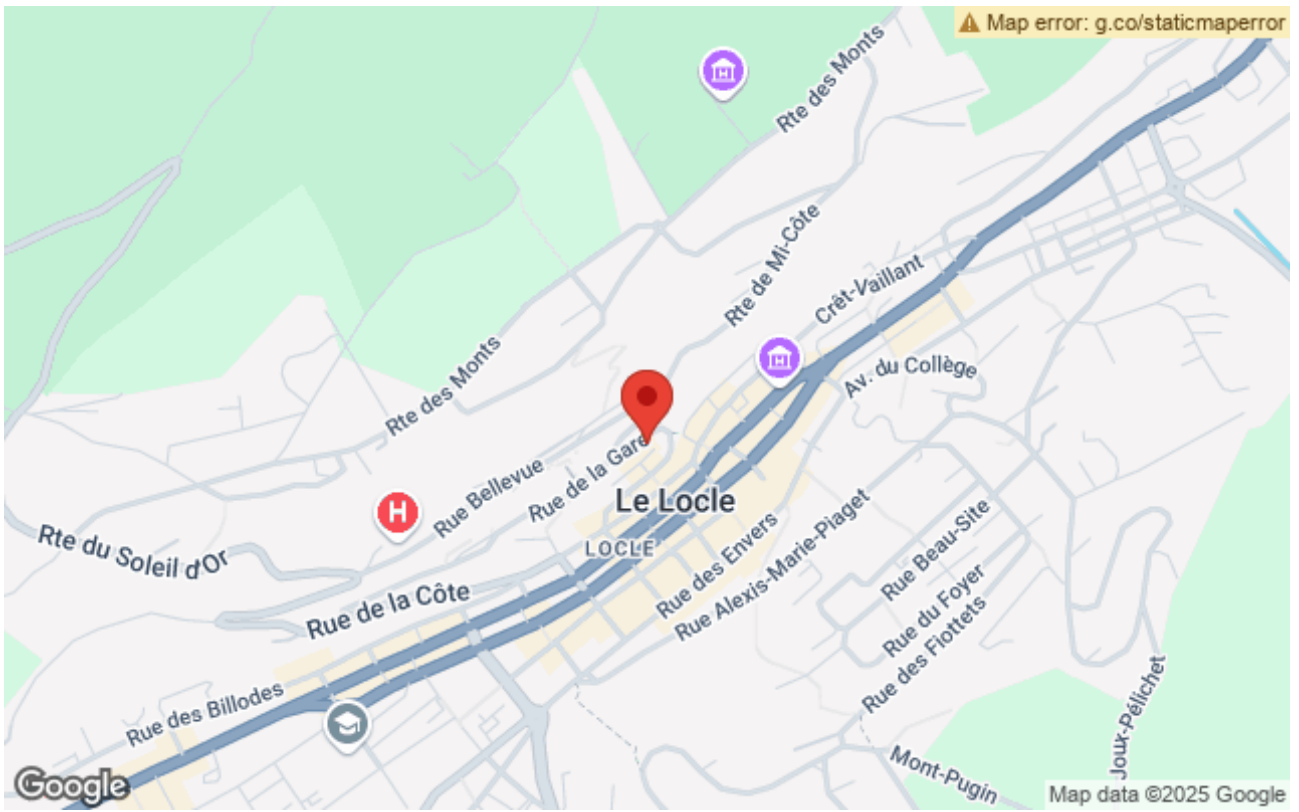 Map error: g.co/staticmaperror
Rte des Monts
Rte de Mi-Côte
Crêt-Vaillant
Av. du Collège
Rte des Monts
Rue Bellevue
Rue de la Gare
H
Le Locle
LOCLE
Rte du Soleil d'Or
Rue de la Côte
Rue des Envers
Rue Alexis-Marie-Piaget
Rue Beau-Site
Rue du Foyer
Rue des Fiottets
Rue des Billodes
Joux-Pélichet
Mont-Pugin
Google
Map data ©2025 Google